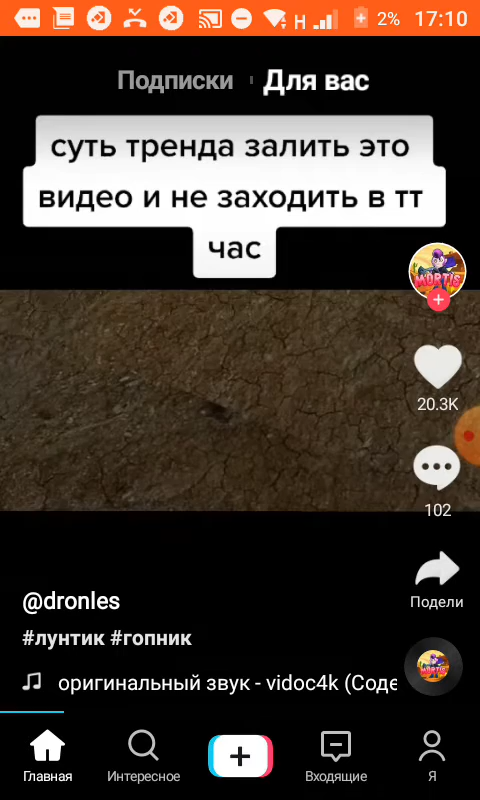 H 2% 17:10
Подписки Для вас
суть тренда залить это
видео и не заходить в тт
час
MORTIS
20.3K
102
Подели
@dronles
#лунтик #гопник
оригинальный звук - vidoc4k (Соде
Главная Интересное Входящие Я